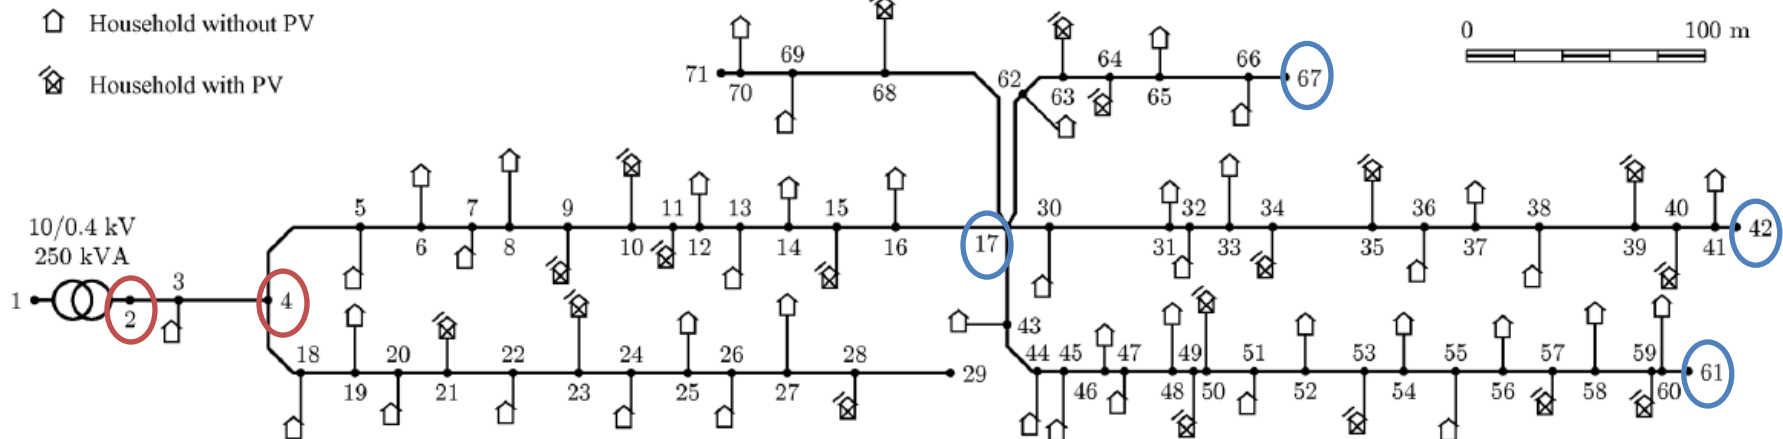 Household without PV
Household with PV
0 100 m
71 70 69 68 62 63 64 65 66 67
10/0.4 kV
250 kVA
5 6 7 8 9 10 11 12 13 14 15 16 17 30 31 32 33 34 35 36 37 38 39 40 41 42
1 2 3 4
43
18 19 20 21 22 23 24 25 26 27 28 29
44 45 46 47 48 49 50 51 52 53 54 55 56 57 58 59 60 61